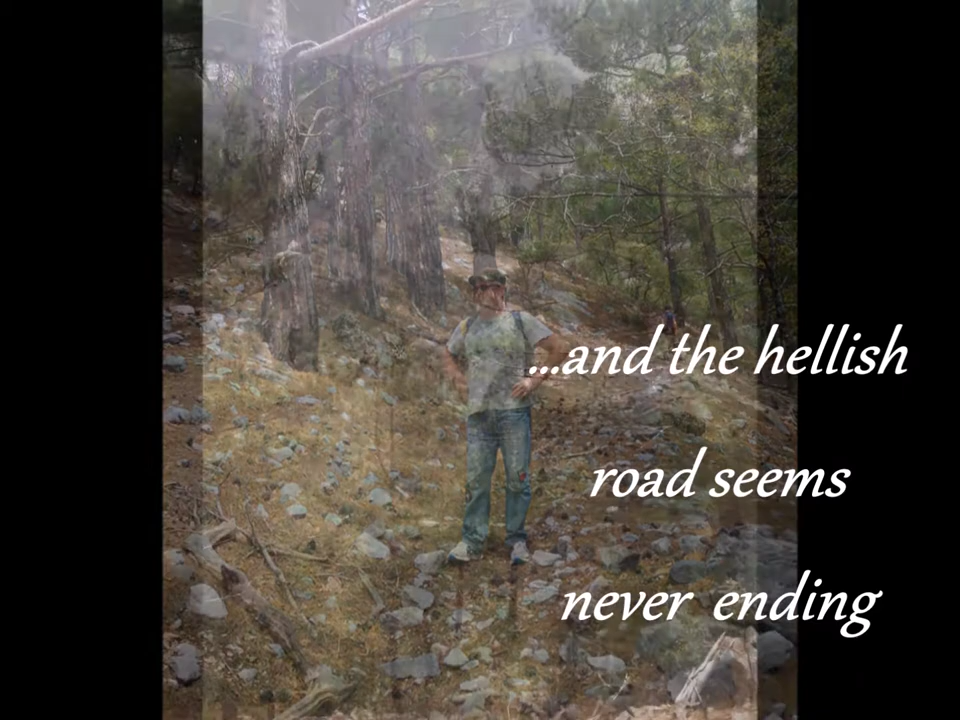 ...and the hellish
road seems
never ending